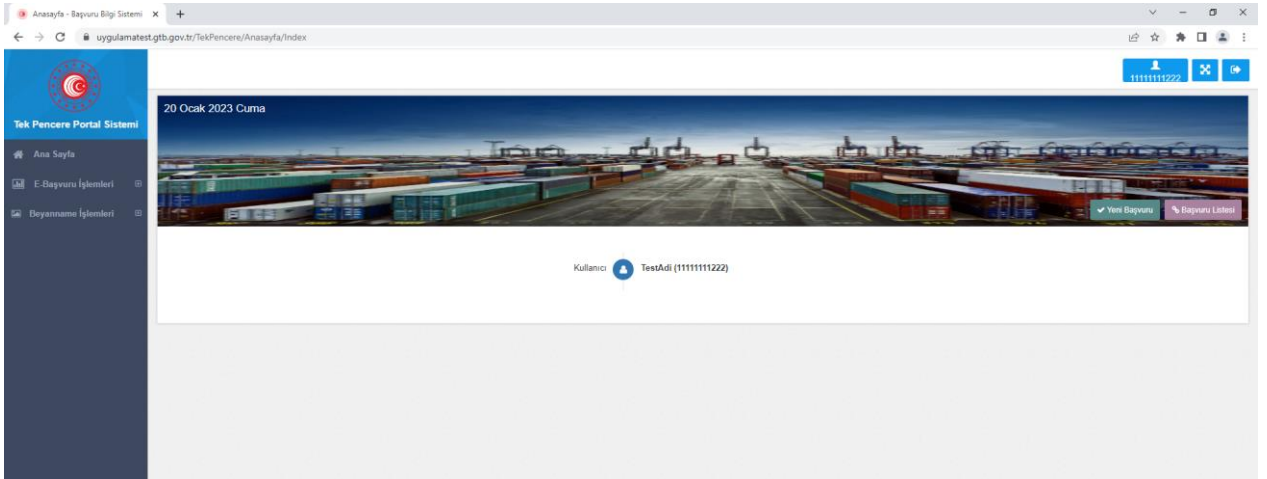 Anasayfa - Başvuru Bilgi Sistemi
uygulamatest.gtb.gov.tr/TekPencere/Anasayfa/Index
11111111222
Tek Pencere Portal Sistemi
20 Ocak 2023 Cuma
Ana Sayfa
E-Başvuru İşlemleri
Beyanname İşlemleri
Yeni Başvuru
Başvuru Listesi
Kullanıcı
TestAdi (11111111222)